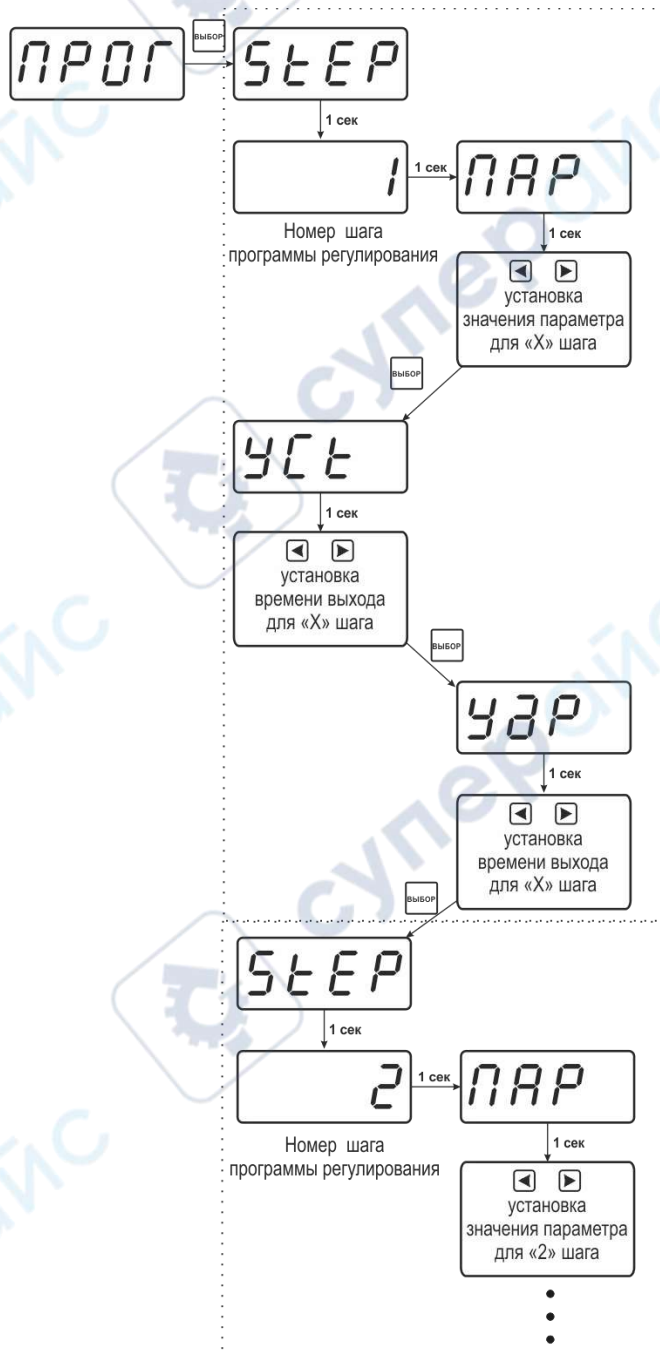 ВЫБОР
ПРОГ
StEP
1 сек
1
1 сек
ПАР
Номер шага
программы регулирования
1 сек
установка
значения параметра
для «X» шага
ВЫБОР
УСt
1 сек
установка
времени выхода
для «X» шага
ВЫБОР
УдР
1 сек
установка
времени выхода
для «X» шага
ВЫБОР
StEP
1 сек
2
1 сек
ПАР
Номер шага
программы регулирования
1 сек
установка
значения параметра
для «2» шага
суперайс
суперайс